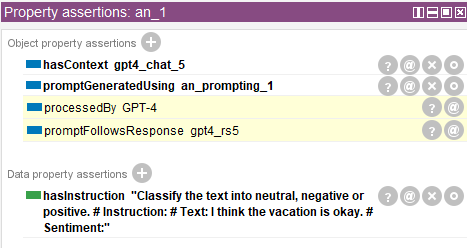 Property assertions: an_1
Object property assertions
hasContext gpt4_chat_5
promptGeneratedUsing an_prompting_1
processedBy GPT-4
promptFollowsResponse gpt4_rs5
Data property assertions
hasInstruction "Classify the text into neutral, negative or
positive. # Instruction: # Text: I think the vacation is okay. #
Sentiment:"